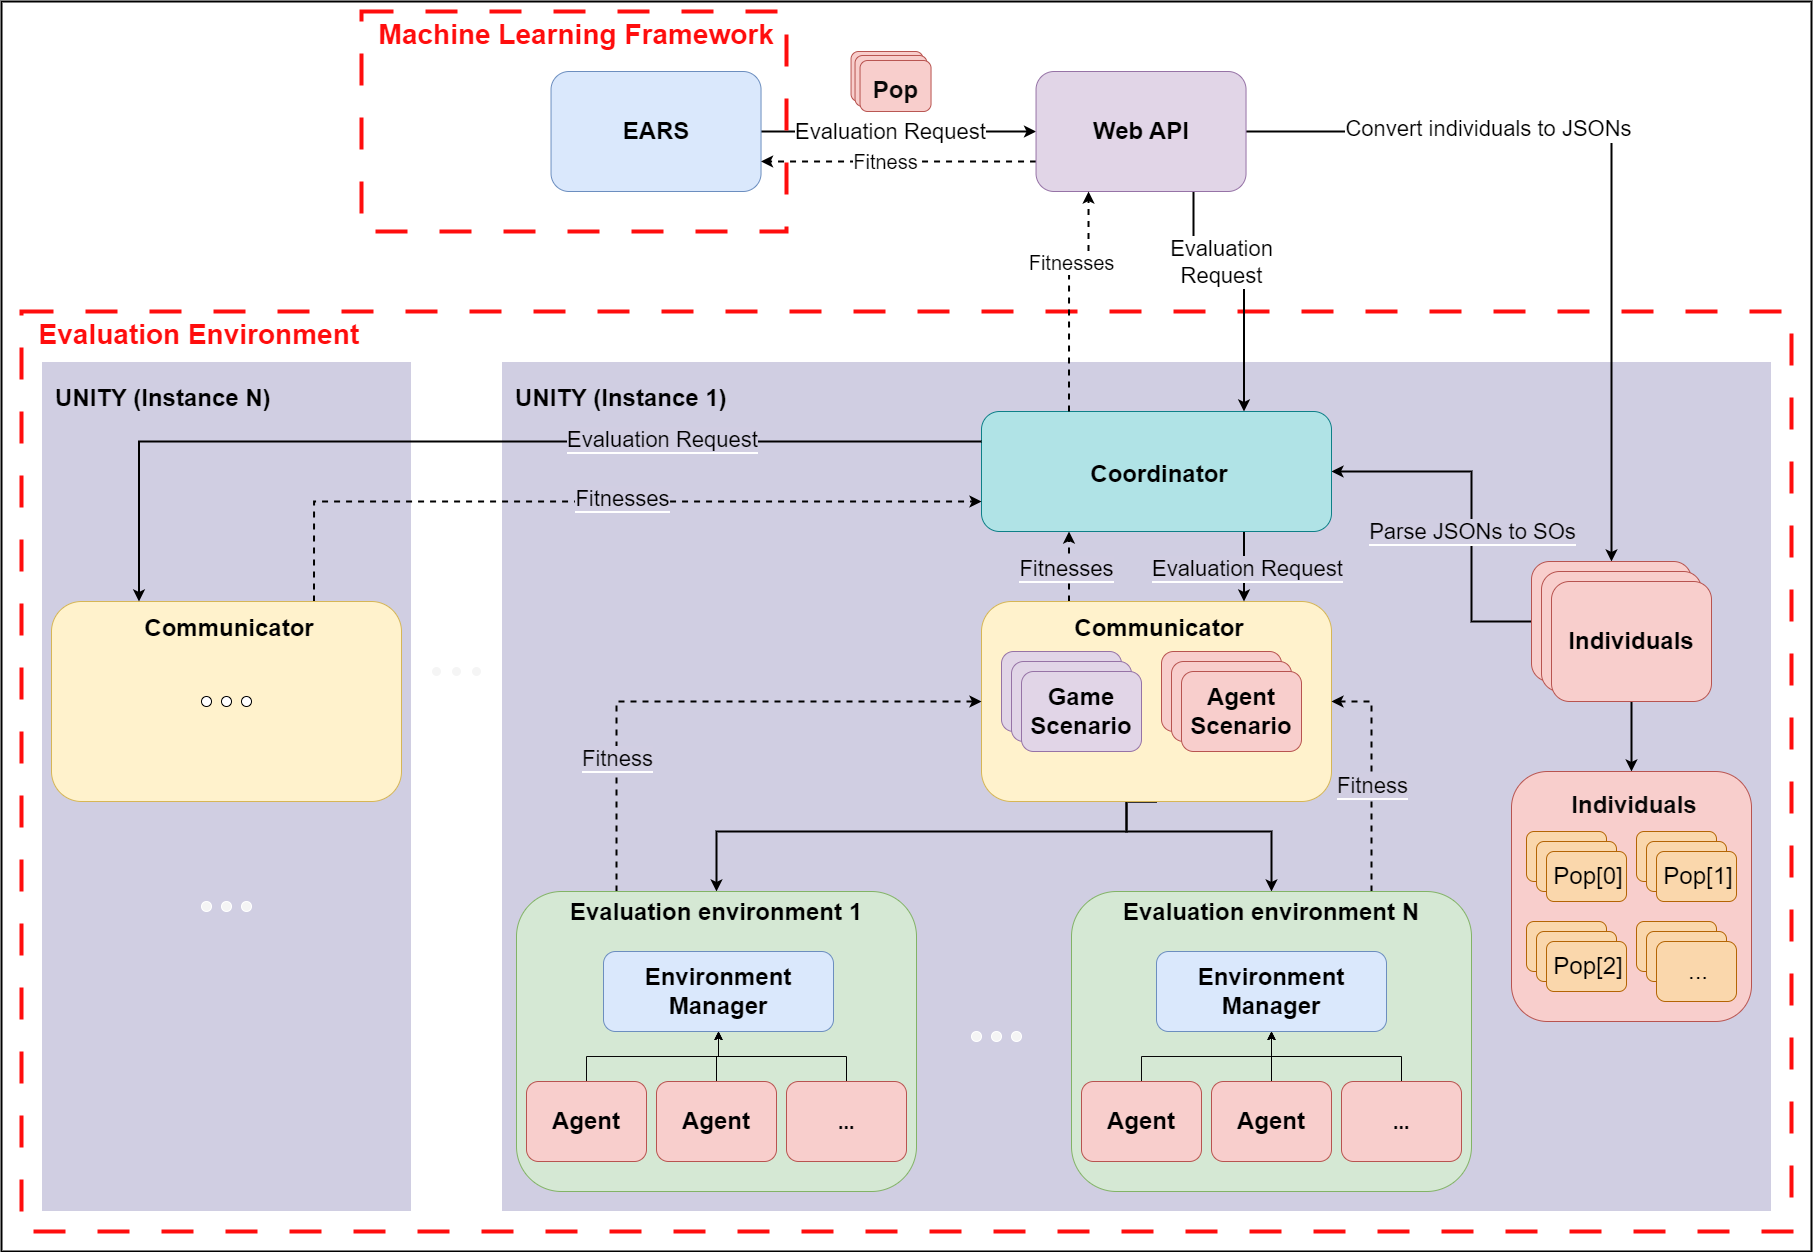 Machine Learning Framework
Pop
EARS
Evaluation Request
Web API
Convert individuals to JSONs
Fitness
Fitnesses
Evaluation
Request
Evaluation Environment
UNITY (Instance N)
UNITY (Instance 1)
Evaluation Request
Coordinator
Fitnesses
Parse JSONs to SOs
Fitnesses
Evaluation Request
Communicator
Communicator
Individuals
Game
Scenario
Agent
Scenario
Fitness
Fitness
Individuals
Pop[0]
Pop[1]
Pop[2]
...
Evaluation environment 1
Evaluation environment N
Environment
Manager
Environment
Manager
Agent
Agent
...
Agent
Agent
...